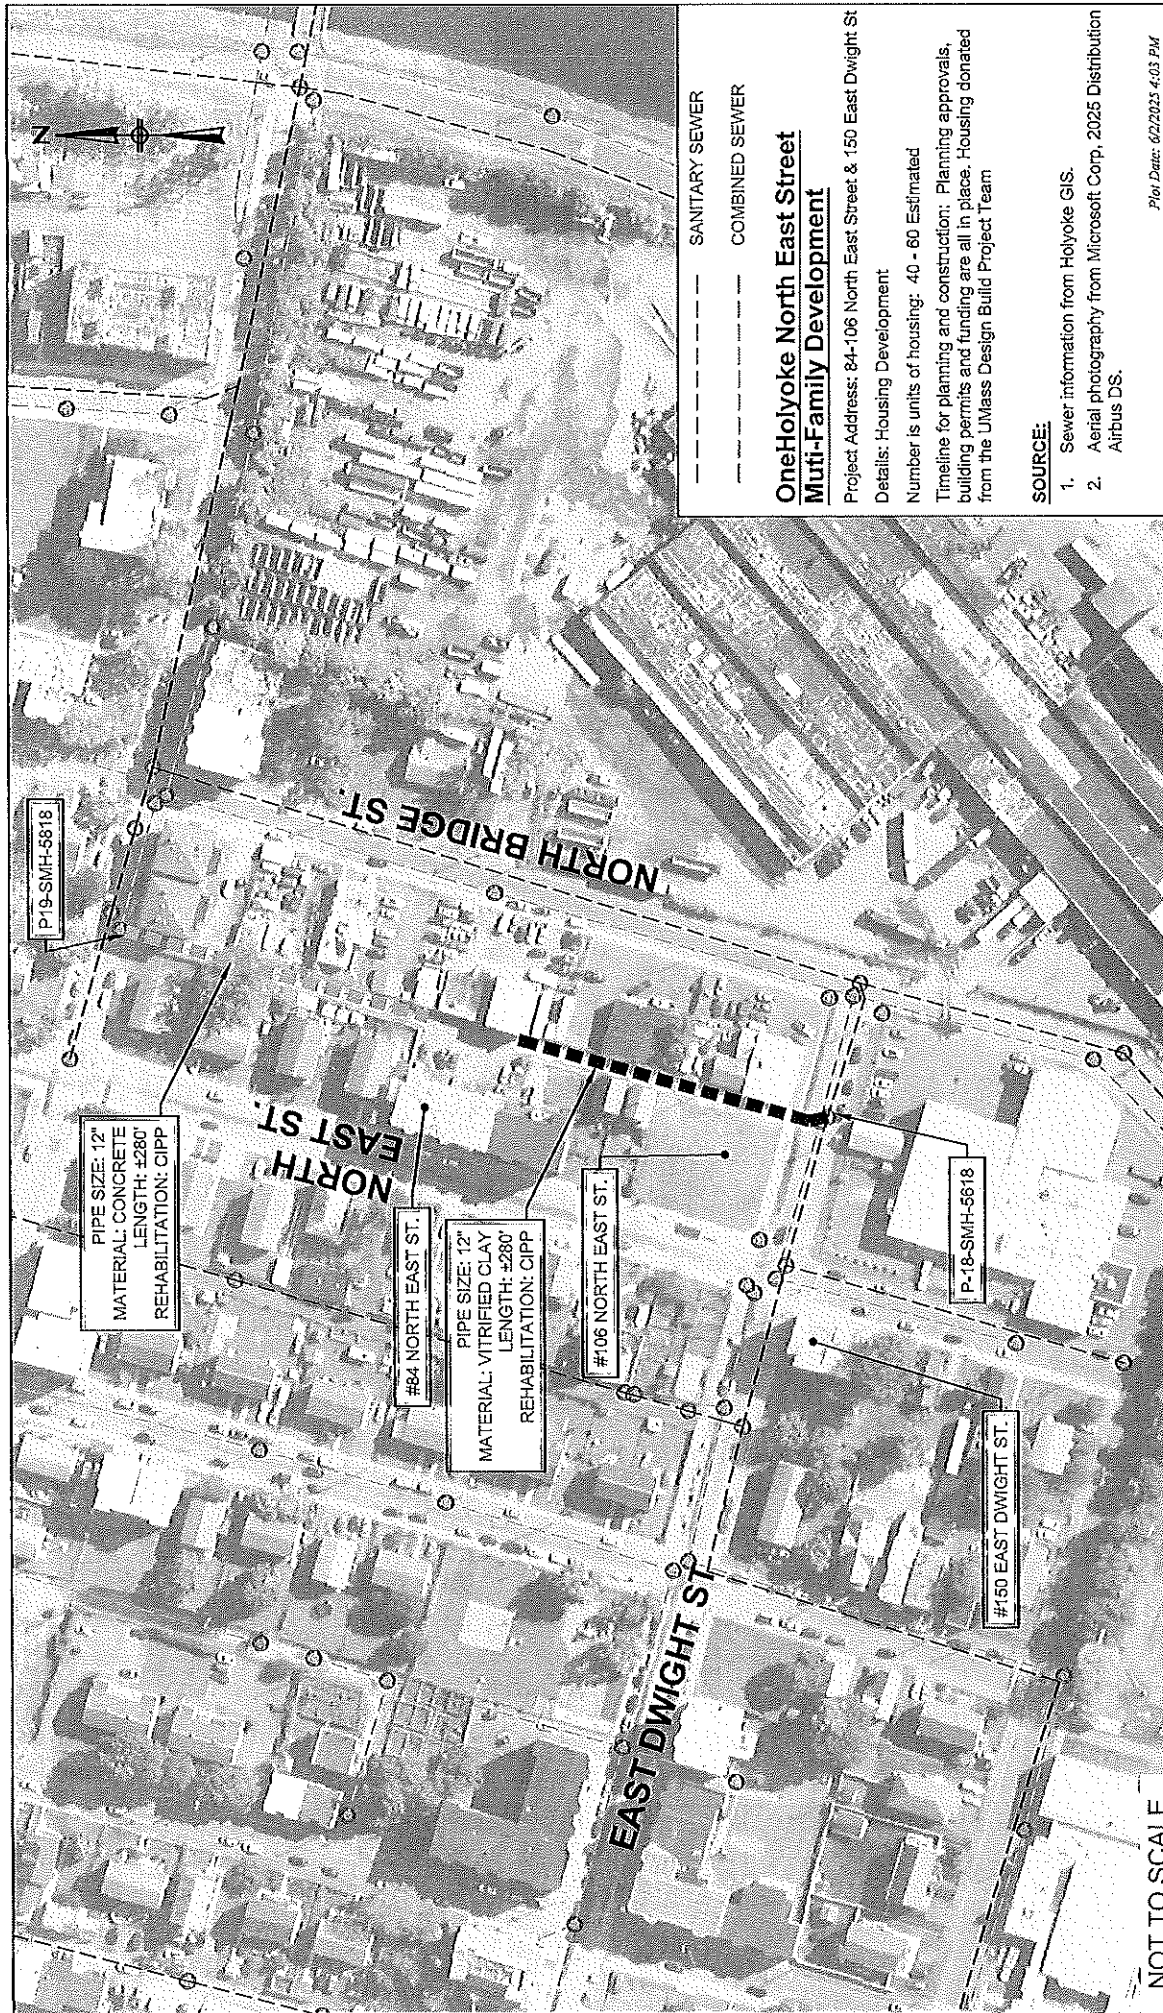 Z
P19-SMH-5818
PIPE SIZE: 12"
MATERIAL: CONCRETE
LENGTH: ±280'
REHABILITATION: CIPP
NORTH
EAST ST.
NORTH BRIDGE ST.
#84 NORTH EAST ST.
PIPE SIZE: 12"
MATERIAL: VITRIFIED CLAY
LENGTH: ±280'
REHABILITATION: CIPP
#106 NORTH EAST ST.
EAST DWIGHT ST
P-18-SMH-5618
#150 EAST DWIGHT ST.
NOT TO SCALE
SANITARY SEWER
COMBINED SEWER
OneHolyoke North East Street
Muti-Family Development
Project Address: 84-106 North East Street & 150 East Dwight St
Details: Housing Development
Number is units of housing: 40 - 60 Estimated
Timeline for planning and construction: Planning approvals,
building permits and funding are all in place. Housing donated
from the UMass Design Build Project Team
SOURCE:
1. Sewer information from Holyoke GIS.
2. Aerial photography from Microsoft Corp, 2025 Distribution
Airbus DS.
Plot Date: 6/2/2025 4:03 PM